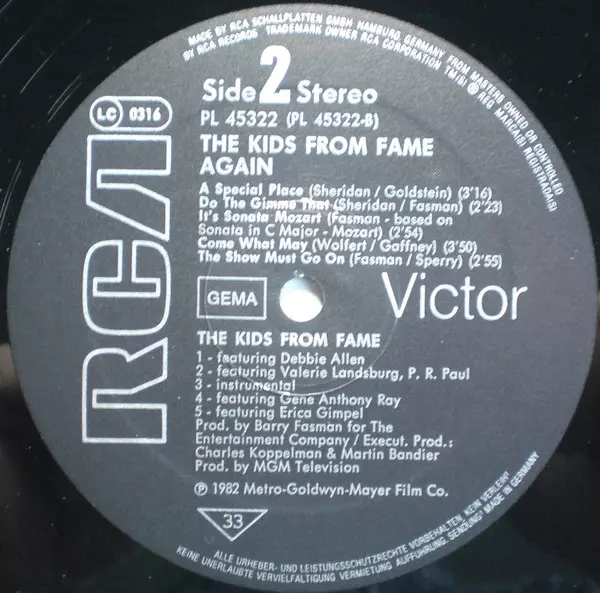 MADE BY RCA SCHALLPLATTEN GMBH HAMBURG, GERMANY, FROM MASTERS OWNED OR CONTROLLED
BY RCA RECORDS TRADEMARK OWNER RCA CORPORATION TM(S) ® REG MARCA(S) REGISTRADA(S)
Side 2 Stereo
PL 45322 (PL 45322-B)
LC 0316
THE KIDS FROM FAME
AGAIN
A Special Place (Sheridan / Goldstein) (3'16)
Do The Gimme That (Sheridan / Fasman) (2'23)
It's Sonata Mozart (Fasman - based on
Sonata in C Major - Mozart) (2'54)
Come What May (Wolfert / Gaffney) (3'50)
The Show Must Go On (Fasman / Sperry) (2'55)
RCA
GEMA
Victor
THE KIDS FROM FAME
1 - featuring Debbie Allen
2 - featuring Valerie Landsburg, P. R. Paul
3 - instrumental
4 - featuring Gene Anthony Ray
5 - featuring Erica Gimpel
Prod. by Barry Fasman for The
Entertainment Company / Execut. Prod.:
Charles Koppelman & Martin Bandier
Prod. by MGM Television
℗ 1982 Metro-Goldwyn-Mayer Film Co.
33
ALLE URHEBER- UND LEISTUNGSSCHUTZRECHTE VORBEHALTEN. KEIN VERLEIH!
KEINE UNERLAUBTE VERVIELFÄLTIGUNG, VERMIETUNG, AUFFÜHRUNG, SENDUNG! MADE IN GERMANY